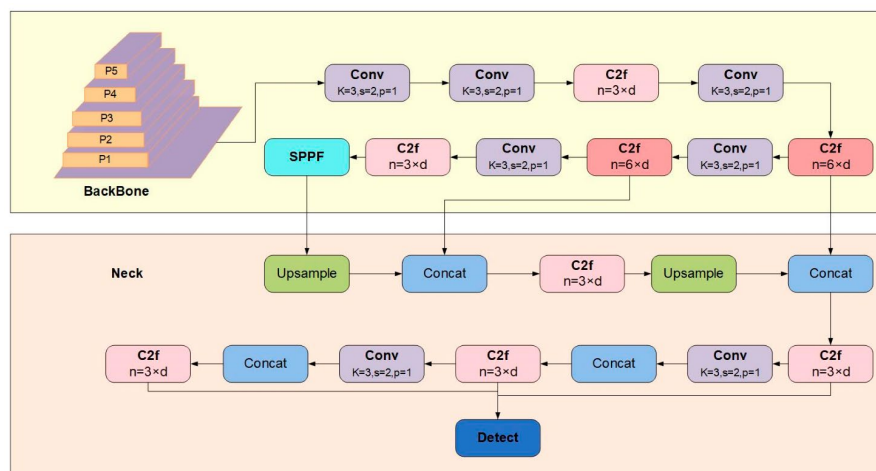 P5
P4
P3
P2
P1
BackBone
Conv
K=3,s=2,p=1
Conv
K=3,s=2,p=1
C2f
n=3×d
Conv
K=3,s=2,p=1
SPPF
C2f
n=3×d
Conv
K=3,s=2,p=1
C2f
n=6×d
Conv
K=3,s=2,p=1
C2f
n=6×d
Neck
Upsample
Concat
C2f
n=3×d
Upsample
Concat
C2f
n=3×d
Concat
Conv
K=3,s=2,p=1
C2f
n=3×d
Concat
Conv
K=3,s=2,p=1
C2f
n=3×d
Detect